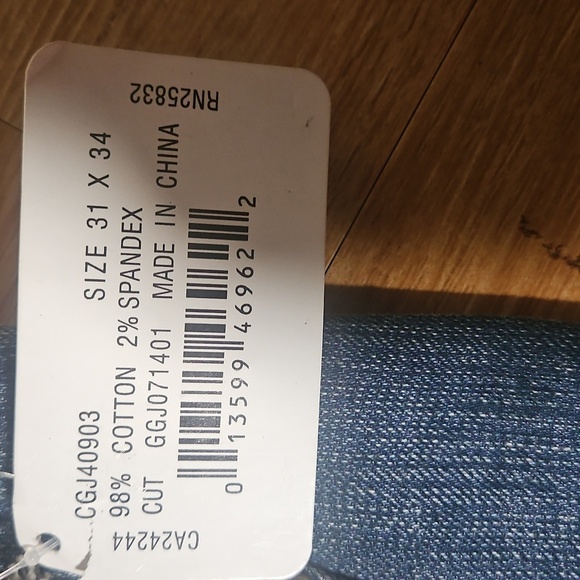 CGJ40903
SIZE 31 X 34
98% COTTON 2% SPANDEX
CUT GGJ071401 MADE IN CHINA
0 13599 46962 2
CA24244
RN25832